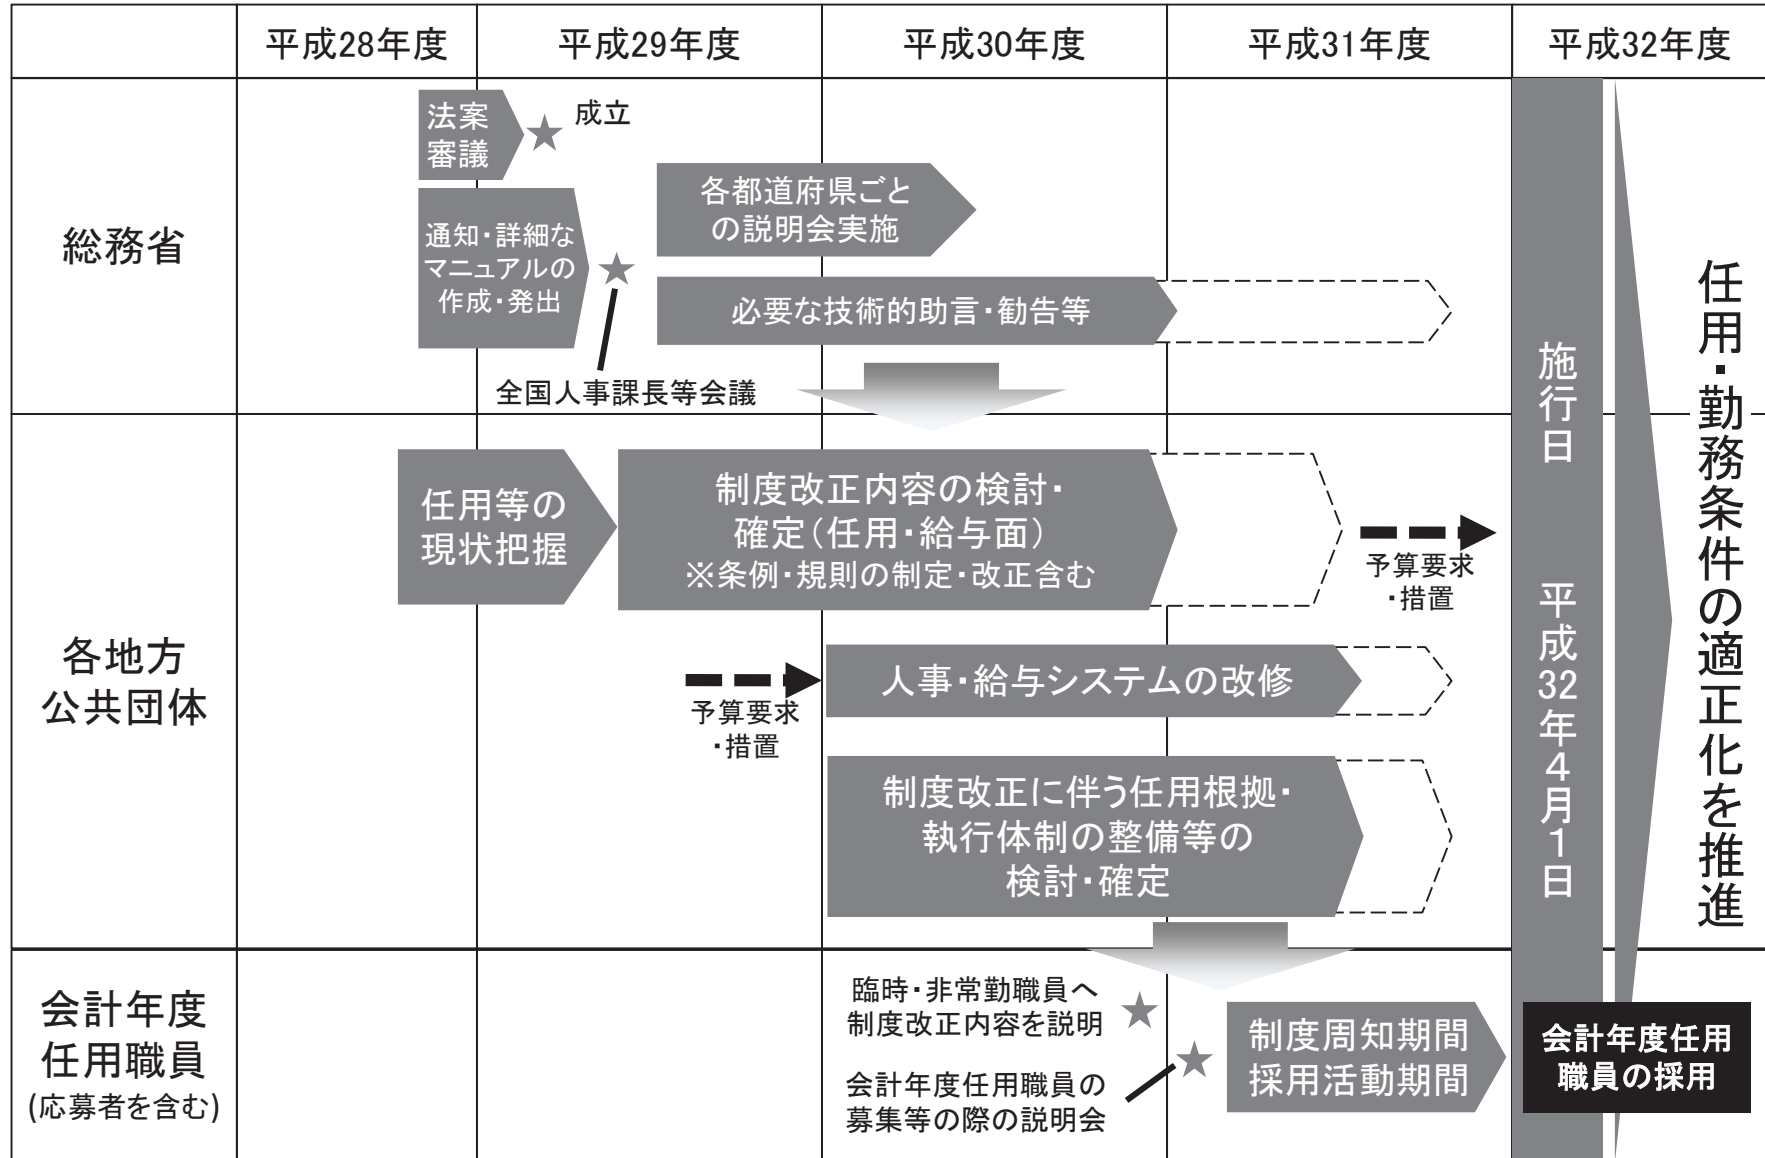 平成28年度
平成29年度
平成30年度
平成31年度
平成32年度
総務省
法案
審議
成立
通知・詳細な
マニュアルの
作成・発出
全国人事課長等会議
各都道府県ごと
の説明会実施
必要な技術的助言・勧告等
各地方
公共団体
任用等の
現状把握
制度改正内容の検討・
確定(任用・給与面)
※条例・規則の制定・改正含む
予算要求
・措置
予算要求
・措置
人事・給与システムの改修
制度改正に伴う任用根拠・
執行体制の整備等の
検討・確定
会計年度
任用職員
(応募者を含む)
臨時・非常勤職員へ
制度改正内容を説明
会計年度任用職員の
募集等の際の説明会
制度周知期間
採用活動期間
施行日 平成32年4月1日
会計年度任用
職員の採用
任用・勤務条件の適正化を推進